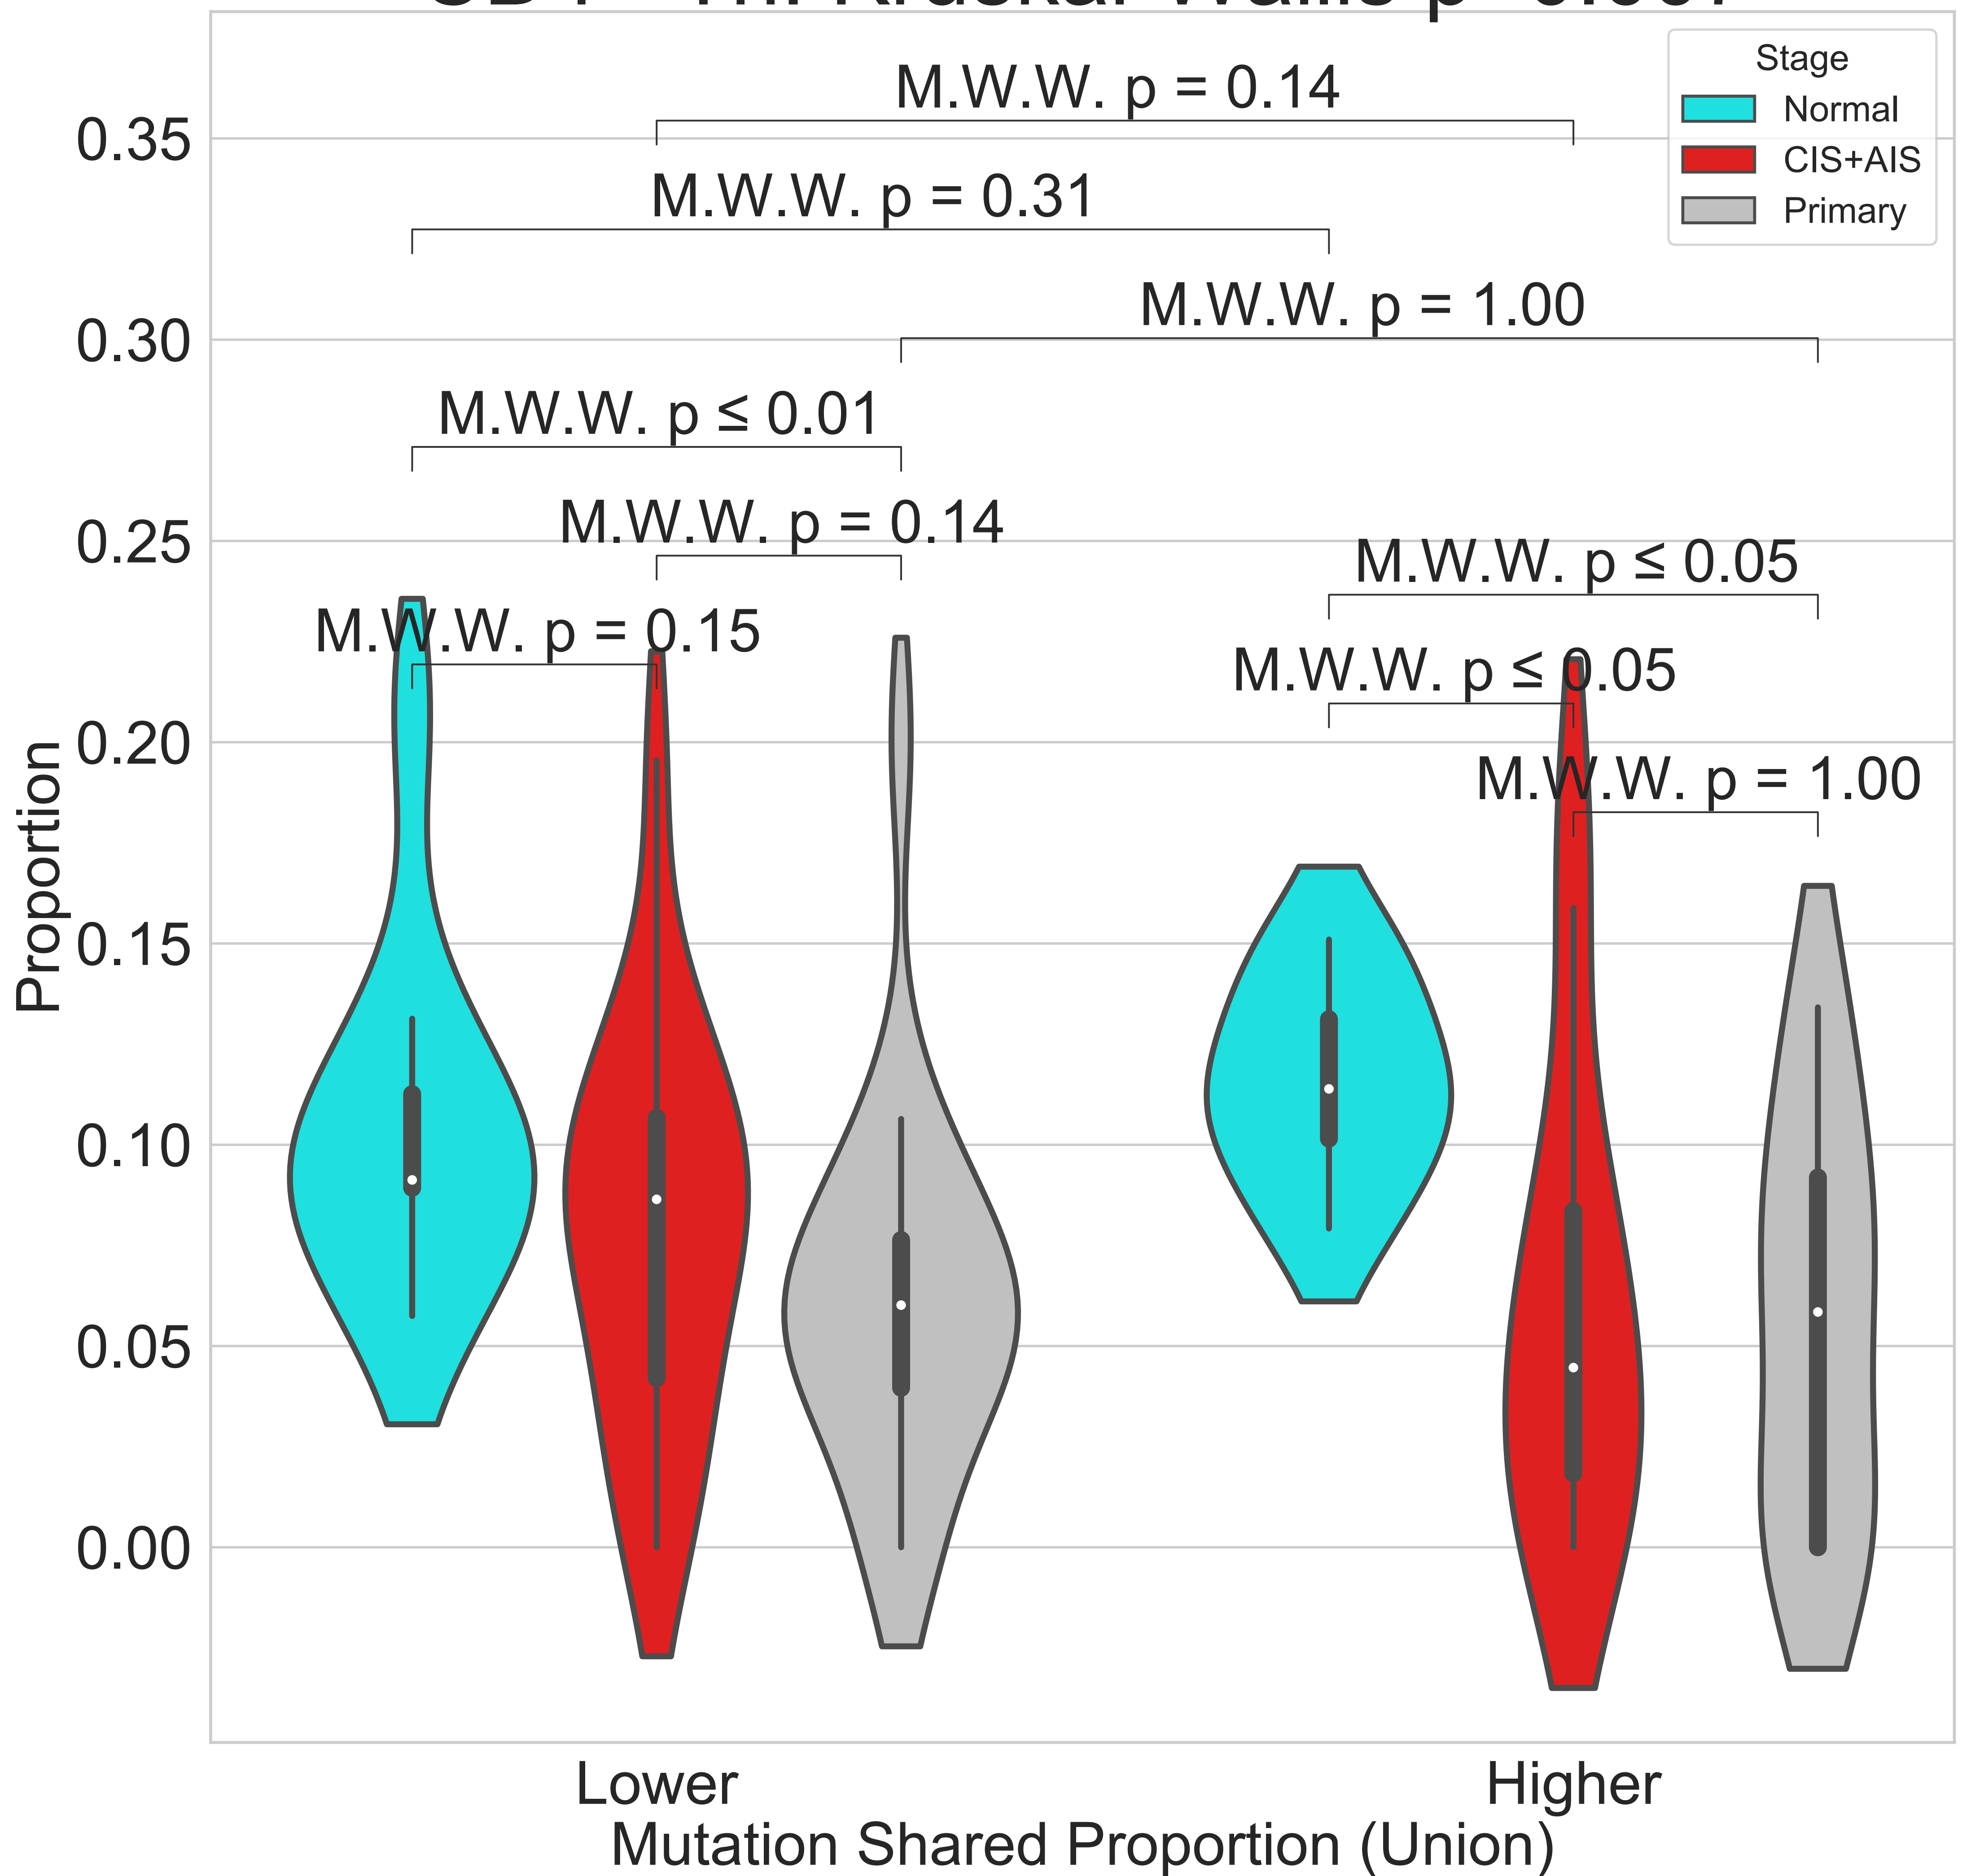 Stage
Normal
CIS+AIS
Primary
M.W.W. p = 0.14
M.W.W. p = 0.31
M.W.W. p = 1.00
M.W.W. p ≤ 0.01
M.W.W. p = 0.14
M.W.W. p ≤ 0.05
M.W.W. p = 0.15
M.W.W. p ≤ 0.05
M.W.W. p = 1.00
0.35
0.30
0.25
0.20
0.15
0.10
0.05
0.00
Proportion
Lower
Higher
Mutation Shared Proportion (Union)